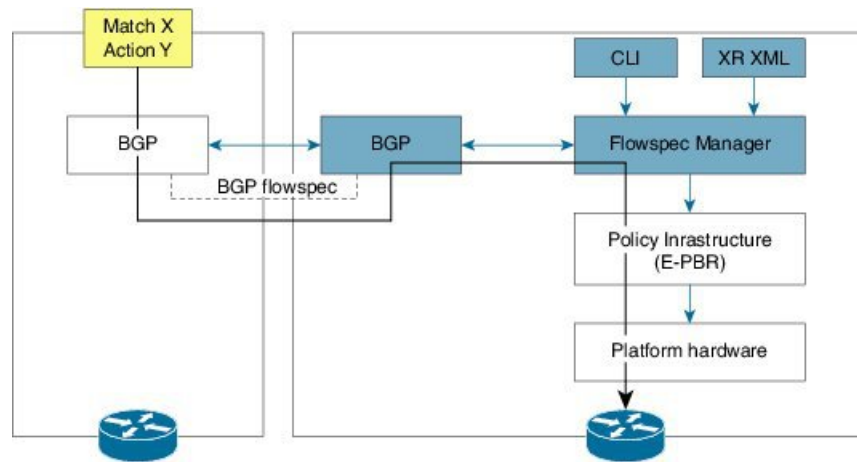 Match X
Action Y
CLI
XR XML
BGP
BGP
Flowspec Manager
BGP flowspec
Policy Inrastructure
(E-PBR)
Platform hardware